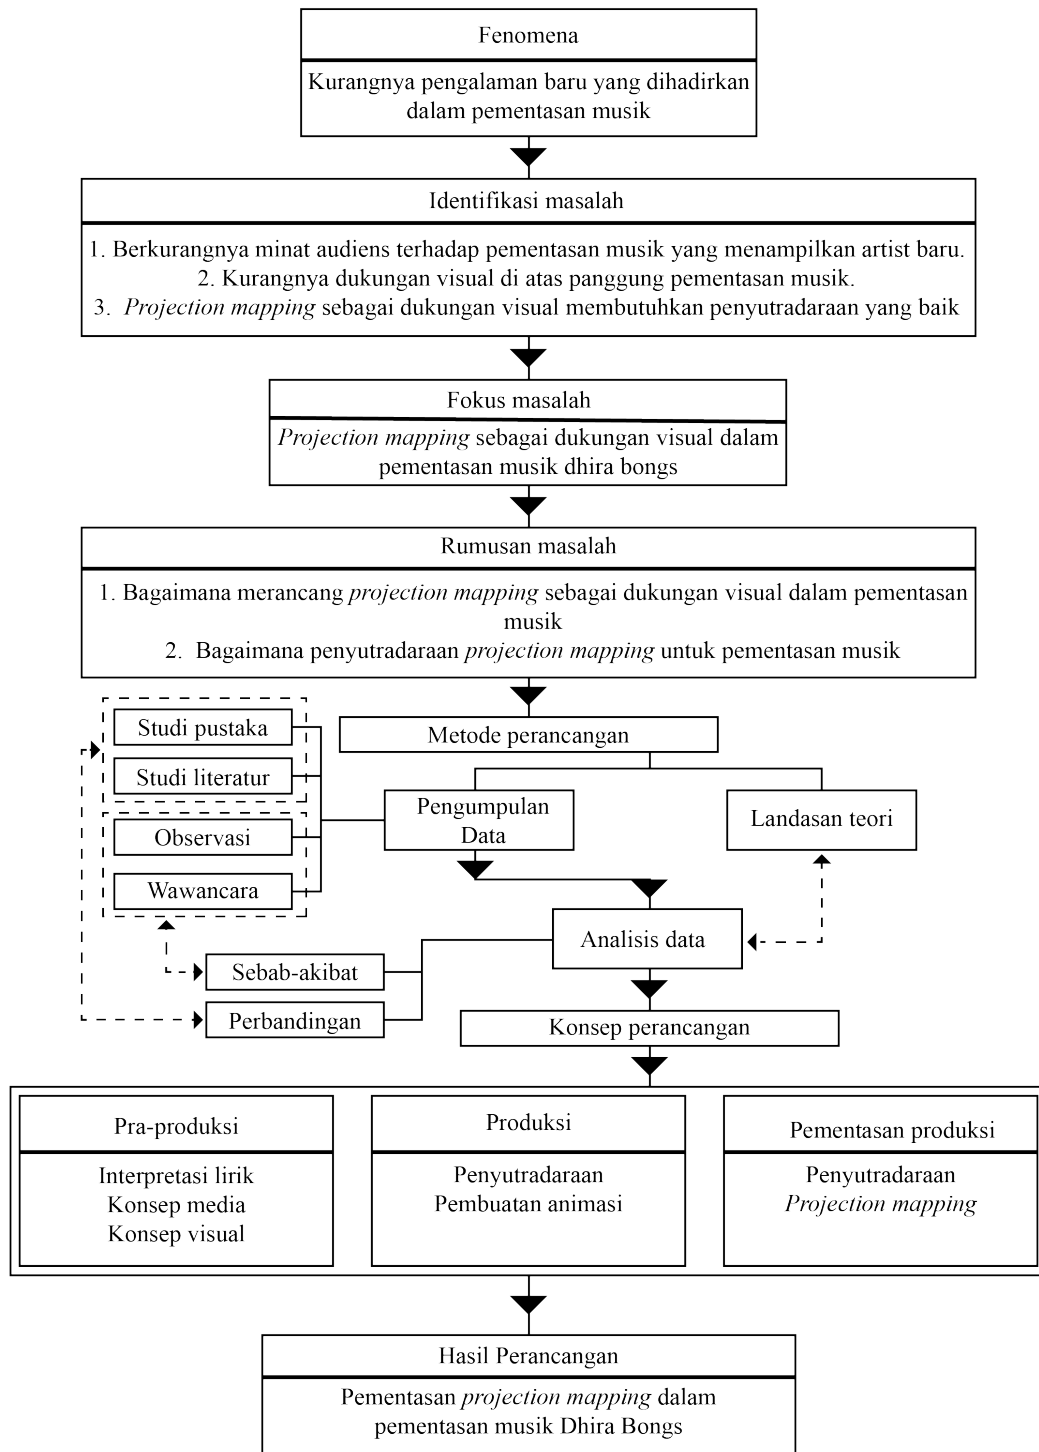 Fenomena
Kurangnya pengalaman baru yang dihadirkan
dalam pementasan musik
Identifikasi masalah
1. Berkurangnya minat audiens terhadap pementasan musik yang menampilkan artist baru.
2. Kurangnya dukungan visual di atas panggung pementasan musik.
3. Projection mapping sebagai dukungan visual membutuhkan penyutradaraan yang baik
Fokus masalah
Projection mapping sebagai dukungan visual dalam
pementasan musik dhira bongs
Rumusan masalah
1. Bagaimana merancang projection mapping sebagai dukungan visual dalam pementasan
musik
2. Bagaimana penyutradaraan projection mapping untuk pementasan musik
Metode perancangan
Studi pustaka
Studi literatur
Observasi
Wawancara
Pengumpulan
Data
Landasan teori
Analisis data
Sebab-akibat
Perbandingan
Konsep perancangan
Pra-produksi
Interpretasi lirik
Konsep media
Konsep visual
Produksi
Penyutradaraan
Pembuatan animasi
Pementasan produksi
Penyutradaraan
Projection mapping
Hasil Perancangan
Pementasan projection mapping dalam
pementasan musik Dhira Bongs